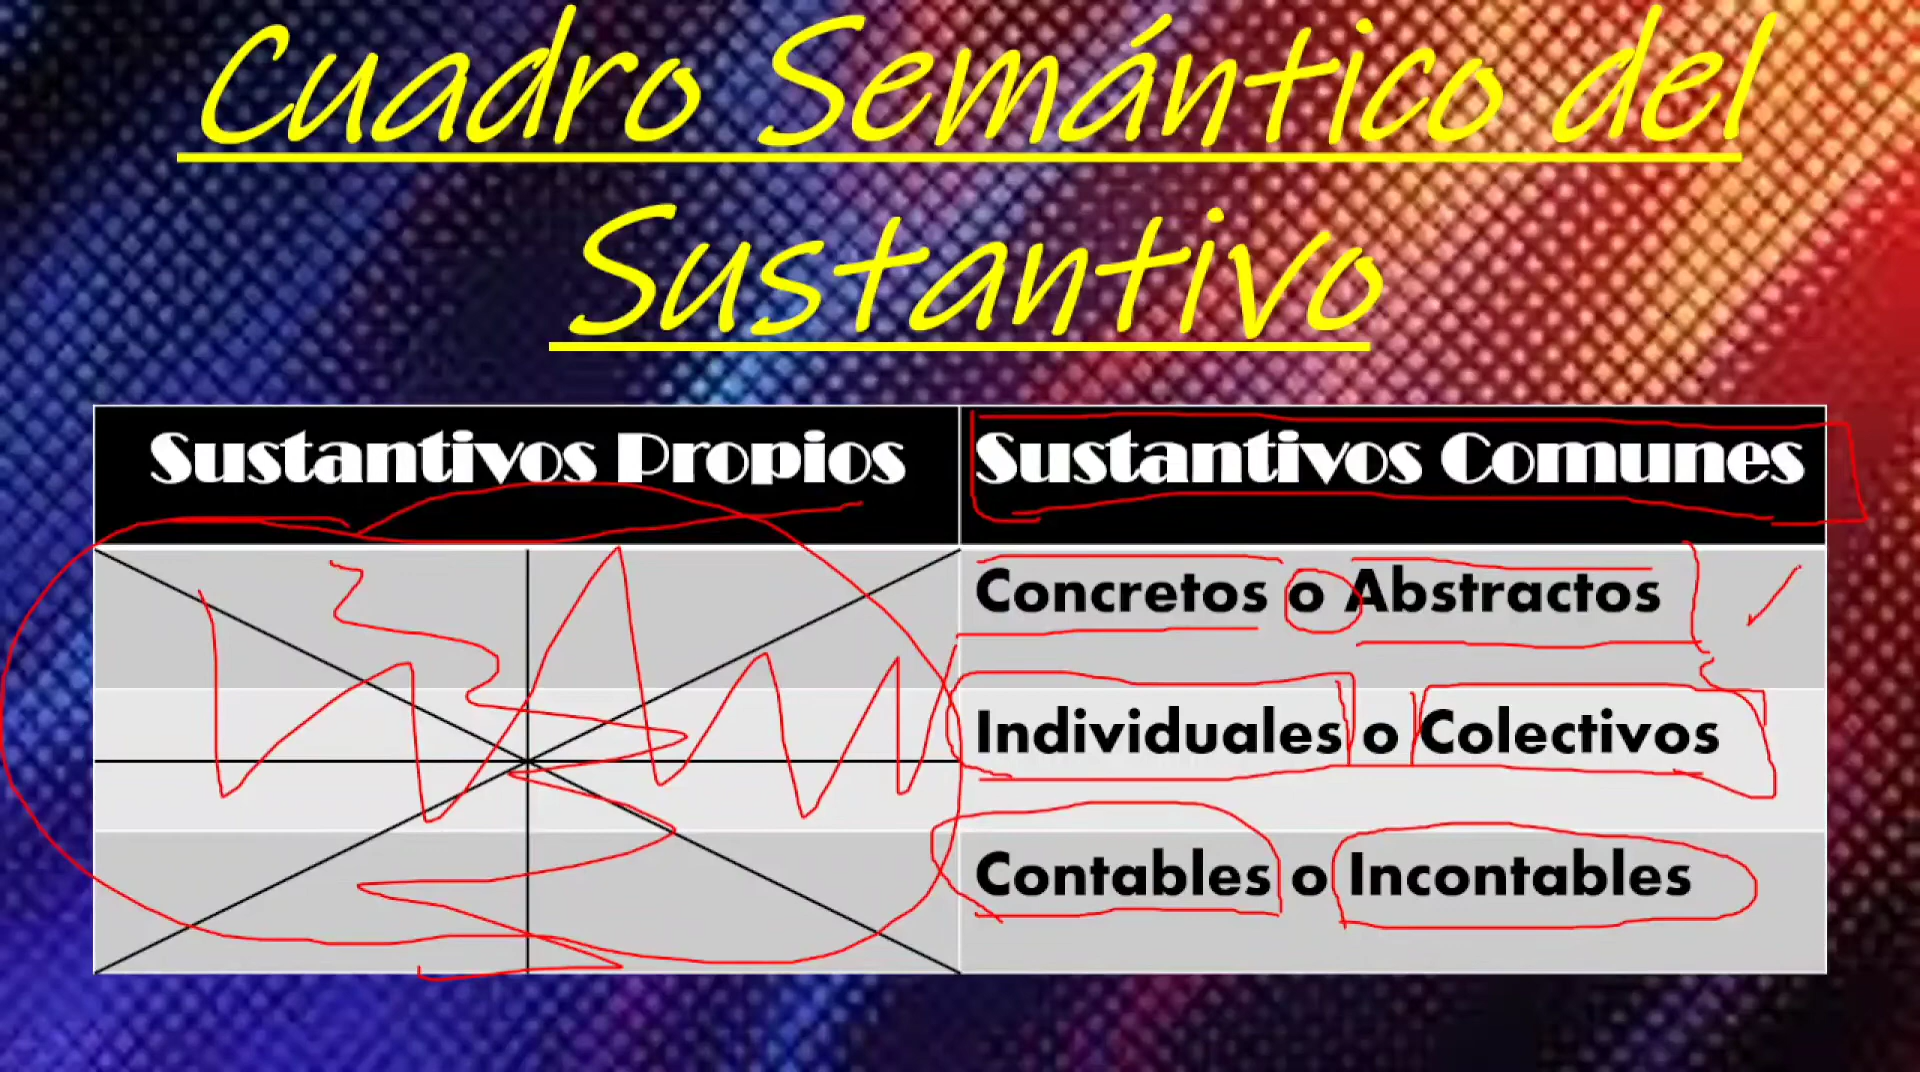 Cuadro Semántico del
Sustantivo
Sustantivos Propios
Sustantivos Comunes
Concretos o Abstractos
Individuales o Colectivos
Contables o Incontables